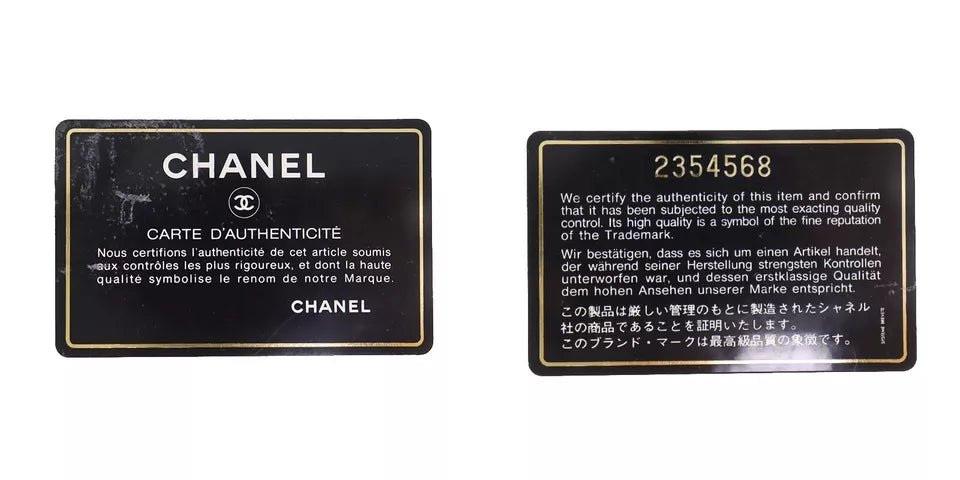 CHANEL
CARTE D'AUTHENTICITÉ
Nous certifions l'authenticité de cet article soumis
aux contrôles les plus rigoureux, et dont la haute
qualité symbolise le renom de notre Marque.
CHANEL
2354568
We certify the authenticity of this item and confirm
that it has been subjected to the most exacting quality
control. Its high quality is a symbol of the fine reputation
of the Trademark.
Wir bestätigen, dass es sich um einen Artikel handelt,
der während seiner Herstellung strengsten Kontrollen
unterworfen war, und dessen erstklassige Qualität
dem hohen Ansehen unserer Marke entspricht.
この製品は厳しい管理のもとに製造されたシャネル
社の商品であることを証明いたします。
このブランド・マークは最高級品質の象徴です。